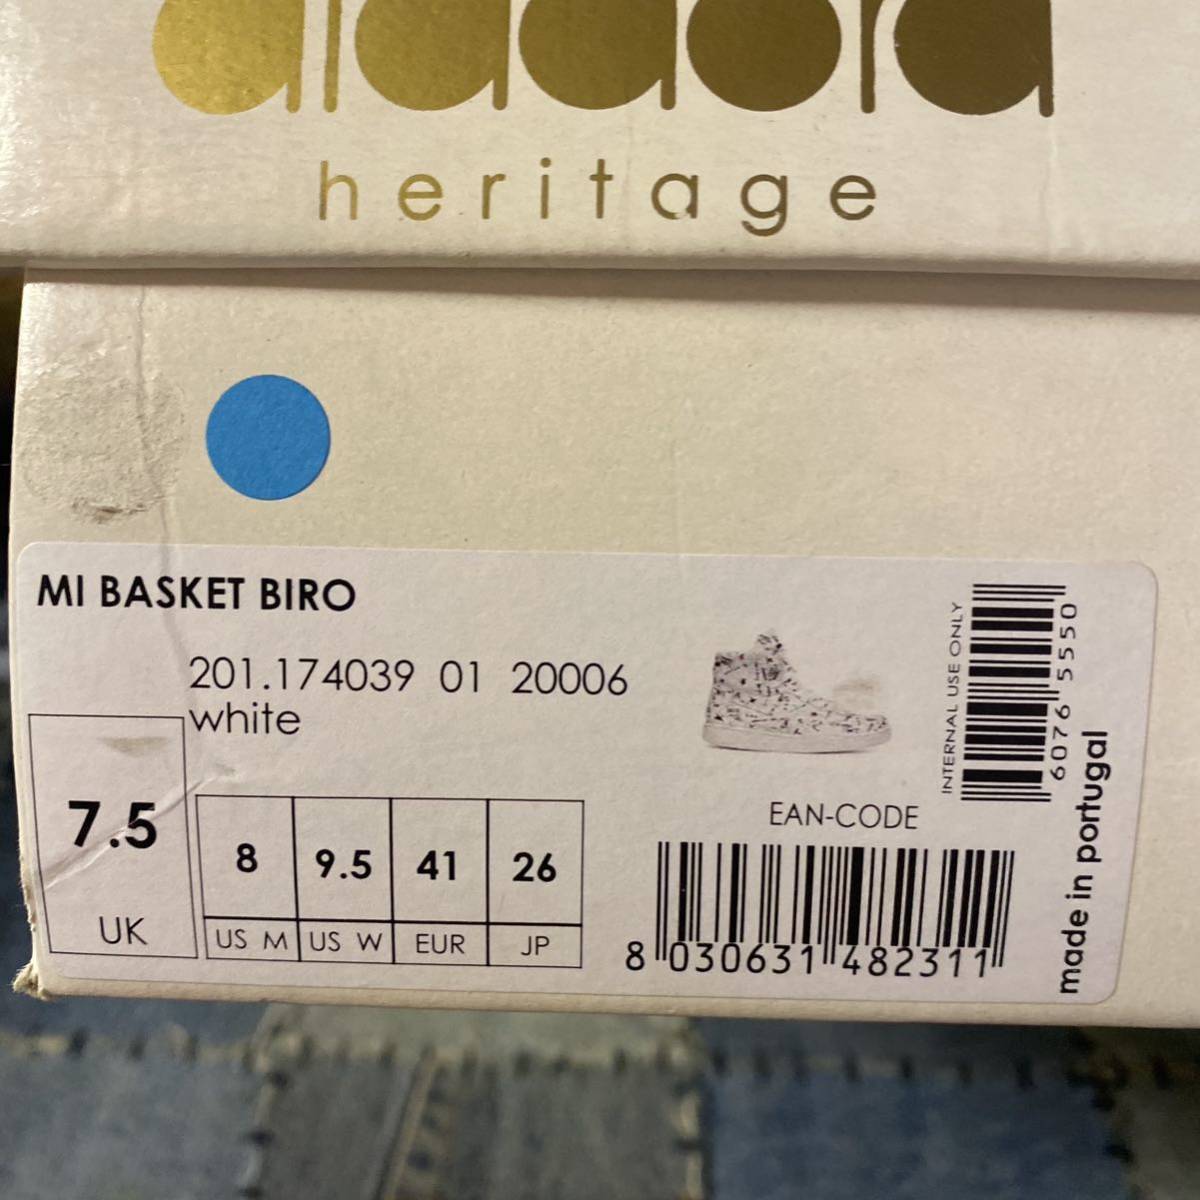 diadora
heritage
MI BASKET BIRO
201.174039 01 20006
white
7.5
UK
8 9.5 41 26
US M US W EUR JP
EAN-CODE
8 030631 482311
INTERNAL USE ONLY
6076 5550
made in portugal